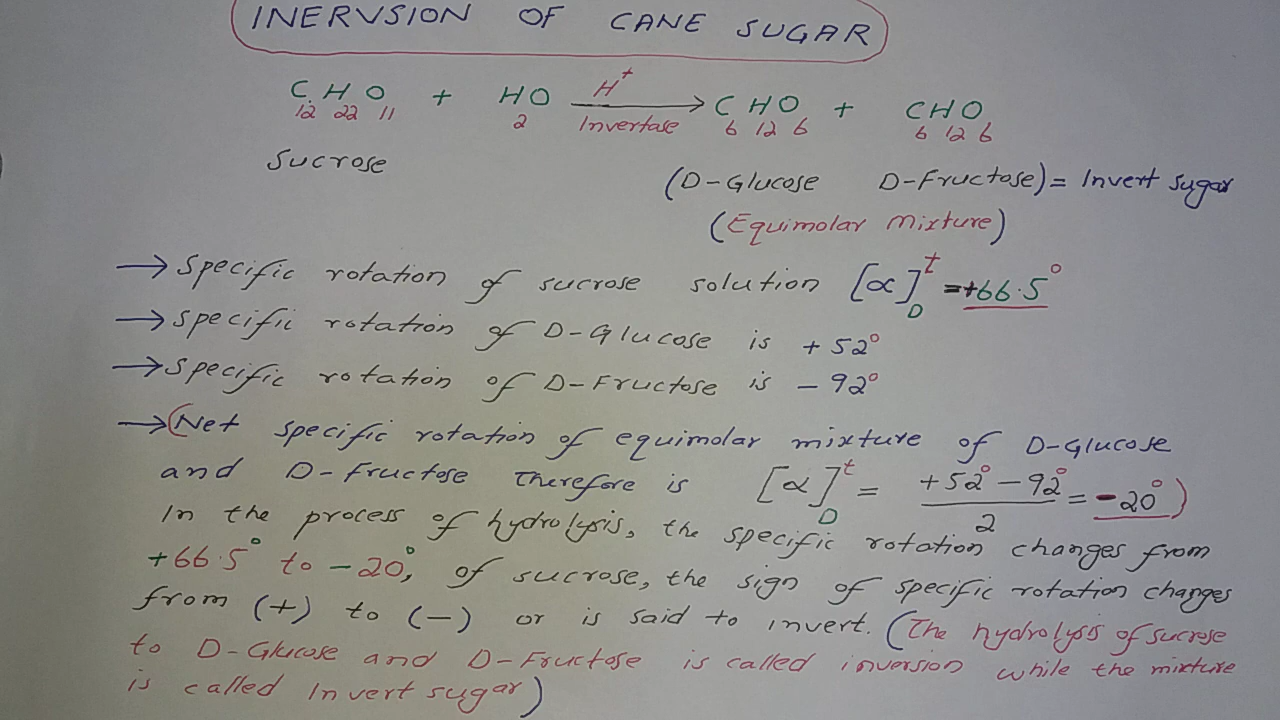 INERVSION OF CANE SUGAR
C₁₂H₂₂O₁₁ + H₂O —H⁺/Invertase→ C₆H₁₂O₆ + C₆H₁₂O₆
Sucrose
(D-Glucose D-Fructose) = Invert sugar
(Equimolar mixture)
→ Specific rotation of sucrose solution [α]ᵗD = +66.5°
→ Specific rotation of D-Glucose is +52°
→ Specific rotation of D-Fructose is -92°
→ (Net specific rotation of equimolar mixture of D-Glucose
and D-Fructose Therefore is [α]ᵗD = +52° -92° / 2 = -20°)
In the process of hydrolysis, the specific rotation changes from
+66.5° to -20°, of sucrose, the sign of specific rotation changes
from (+) to (-) or is said to invert. (The hydrolysis of sucrose
to D-Glucose and D-Fructose is called inversion while the mixture
is called Invert sugar)